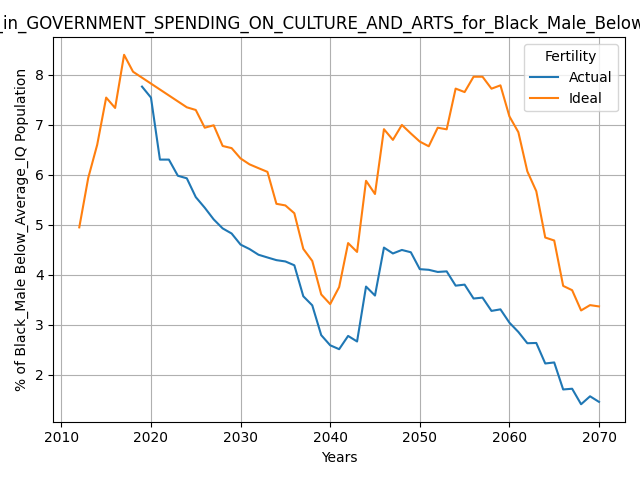 _in_GOVERNMENT_SPENDING_ON_CULTURE_AND_ARTS_for_Black_Male_Below
% of Black_Male Below_Average_IQ Population
8
7
6
5
4
3
2
Fertility
Actual
Ideal
2010 2020 2030 2040 2050 2060 2070
Years